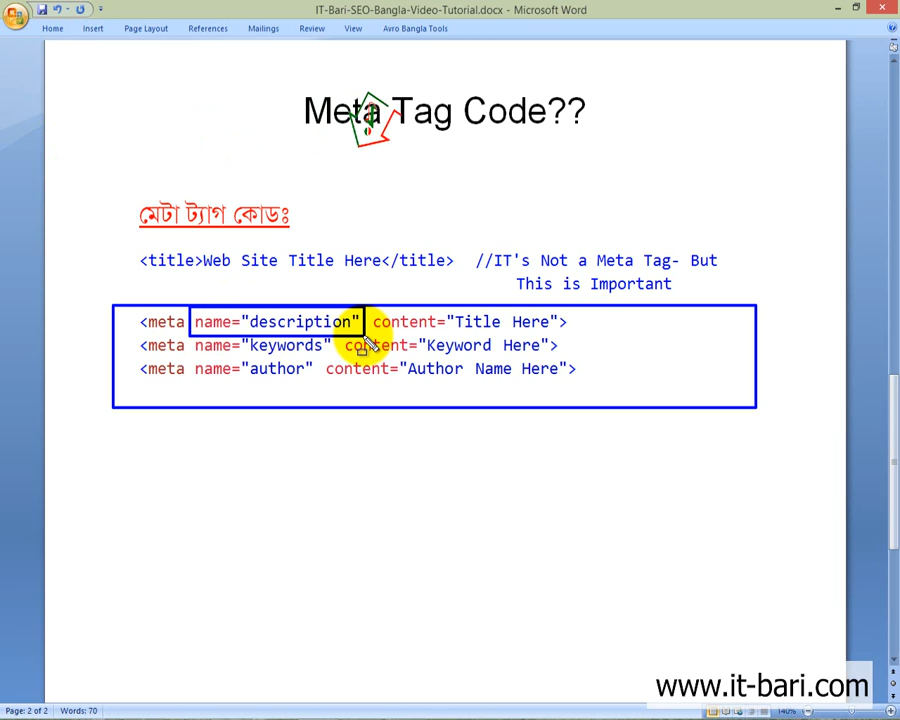 IT-Bari-SEO-Bangla-Video-Tutorial.docx - Microsoft Word
Home Insert Page Layout References Mailings Review View Avro Bangla Tools
Meta Tag Code??
মেটা ট্যাগ কোডঃ
<title>Web Site Title Here</title> //IT's Not a Meta Tag- But
This is Important
<meta name="description" content="Title Here">
<meta name="keywords" content="Keyword Here">
<meta name="author" content="Author Name Here">
www.it-bari.com
Page: 2 of 2 Words: 70 140%